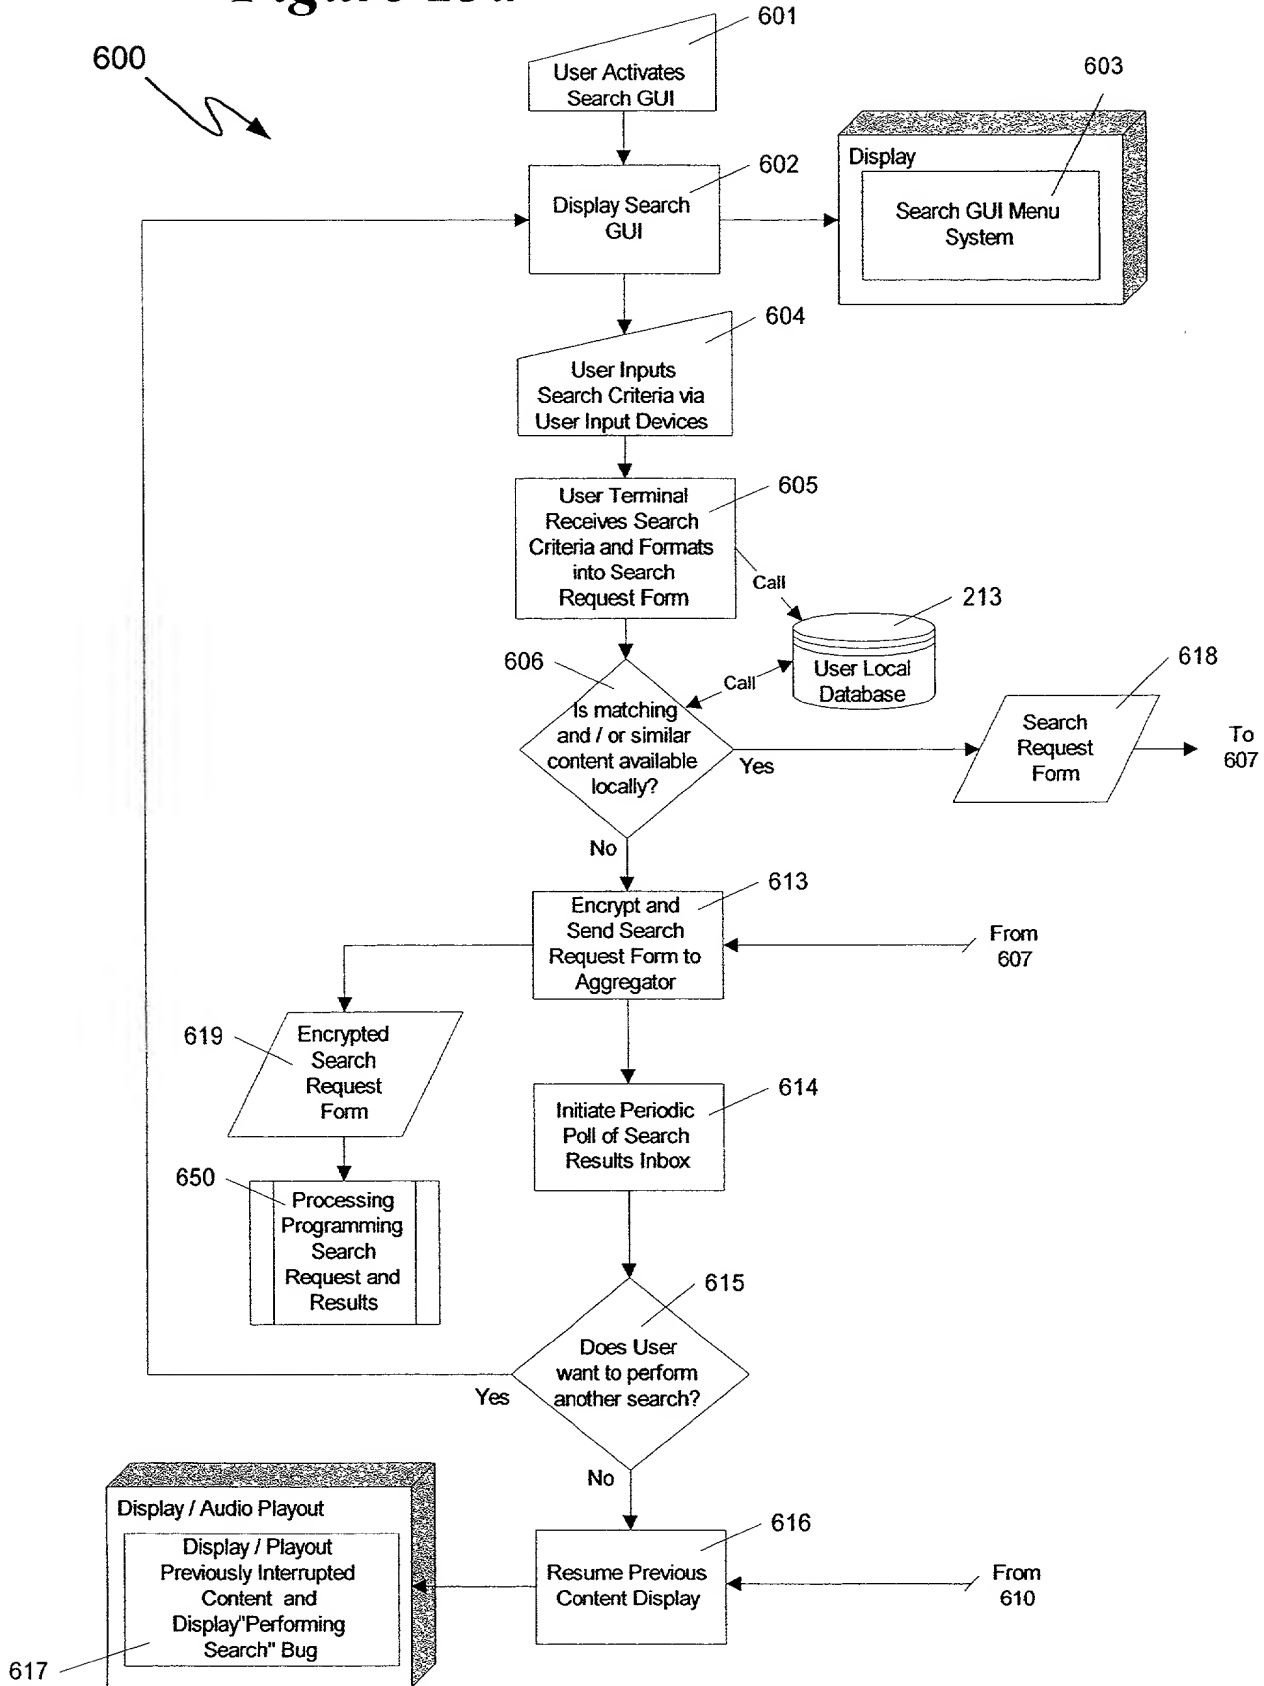 601
600
User Activates
Search GUI
603
602
Display
Display Search
GUI
Search GUI Menu
System
604
User Inputs
Search Criteria via
User Input Devices
605
User Terminal
Receives Search
Criteria and Formats
into Search
Request Form
Call
213
User Local
Database
606
Call
618
Is matching
and / or similar
content available
locally?
Yes
Search
Request
Form
To
607
No
613
Encrypt and
Send Search
Request Form to
Aggregator
From
607
619
Encrypted
Search
Request
Form
614
Initiate Periodic
Poll of Search
Results Inbox
650
Processing
Programming
Search
Request and
Results
615
Does User
want to perform
another search?
Yes
No
Display / Audio Playout
616
Display / Playout
Previously Interrupted
Content and
Display"Performing
Search" Bug
Resume Previous
Content Display
From
610
617